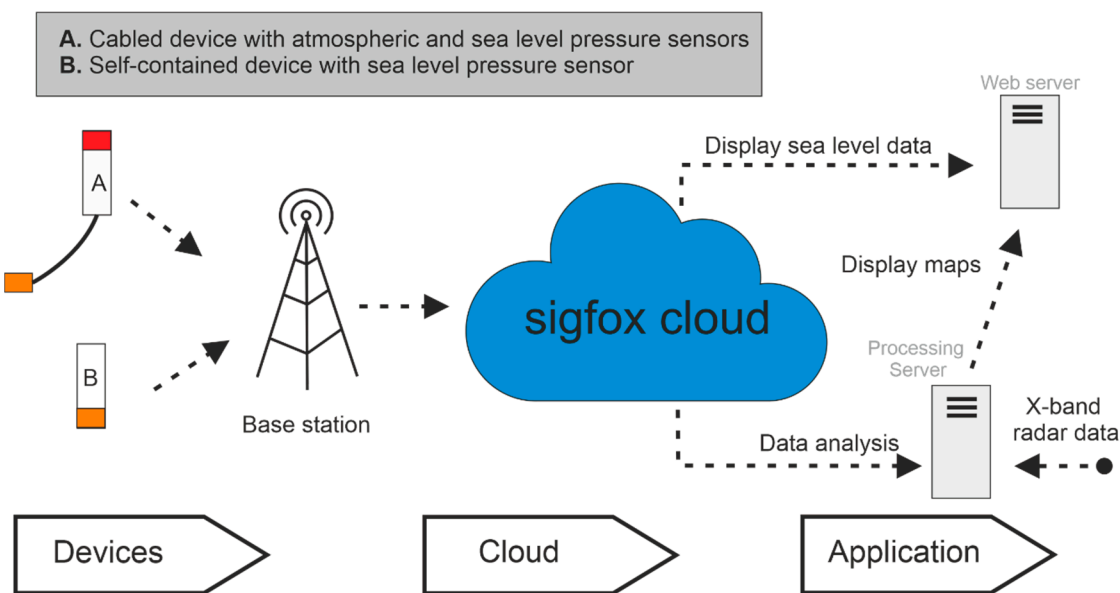 A. Cabled device with atmospheric and sea level pressure sensors
B. Self-contained device with sea level pressure sensor
Web server
Display sea level data
A
Display maps
sigfox cloud
Processing
Server
B
Base station
Data analysis
X-band
radar data
Devices
Cloud
Application